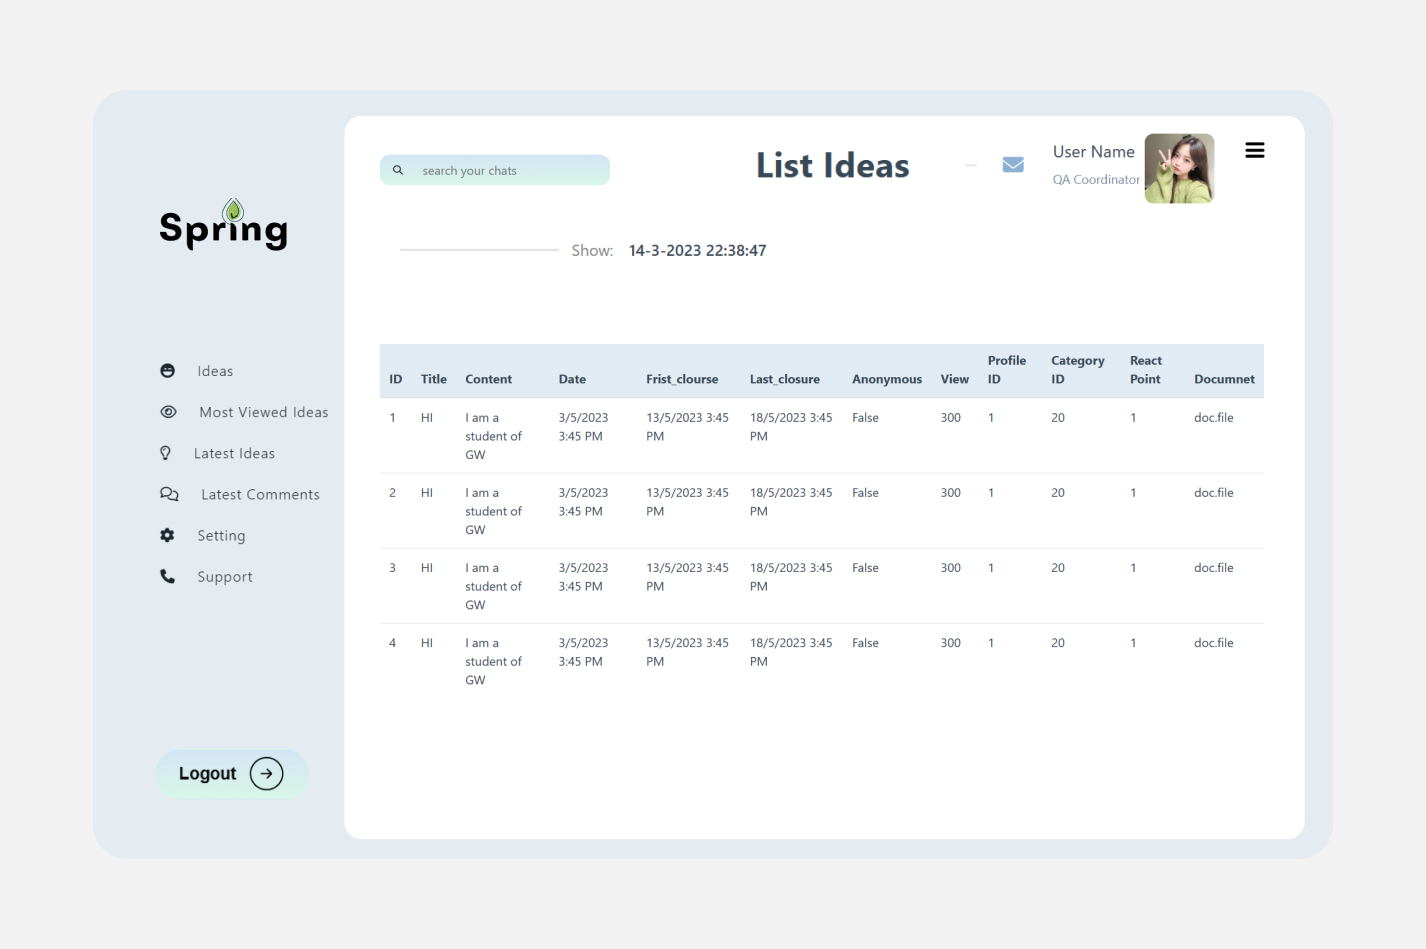 Spring
Ideas
Most Viewed Ideas
Latest Ideas
Latest Comments
Setting
Support
Logout
search your chats
List Ideas
User Name
QA Coordinator
Show: 14-3-2023 22:38:47
ID Title Content Date Frist_clourse Last_closure Anonymous View Profile ID Category ID React Point Documnet
1 HI I am a student of GW 3/5/2023 3:45 PM 13/5/2023 3:45 PM 18/5/2023 3:45 PM False 300 1 20 1 doc.file
2 HI I am a student of GW 3/5/2023 3:45 PM 13/5/2023 3:45 PM 18/5/2023 3:45 PM False 300 1 20 1 doc.file
3 HI I am a student of GW 3/5/2023 3:45 PM 13/5/2023 3:45 PM 18/5/2023 3:45 PM False 300 1 20 1 doc.file
4 HI I am a student of GW 3/5/2023 3:45 PM 13/5/2023 3:45 PM 18/5/2023 3:45 PM False 300 1 20 1 doc.file